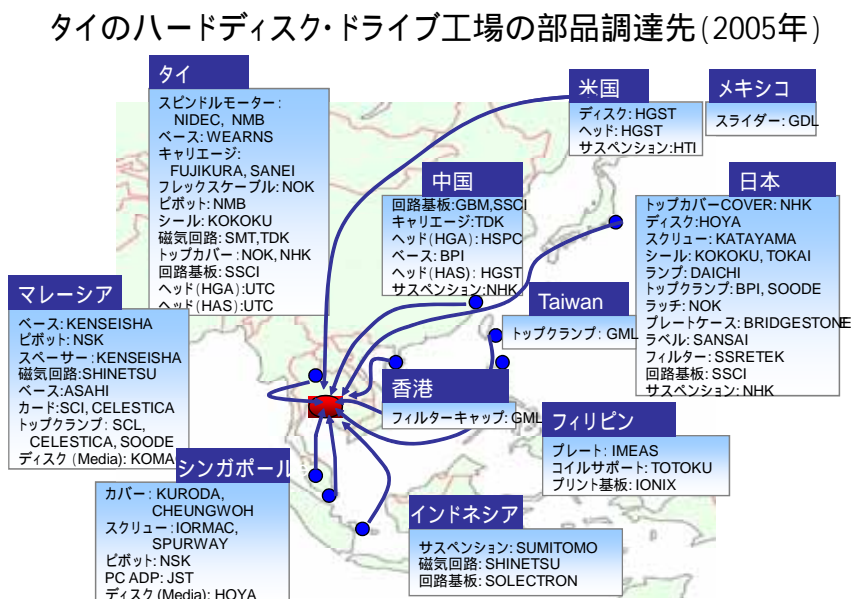 タイのハードディスク・ドライブ工場の部品調達先(2005年)
タイ
スピンドルモーター:
NIDEC, NMB
ベース: WEARNS
キャリエージ:
FUJIKURA, SANEI
フレックスケーブル: NOK
ピボット: NMB
シール: KOKOKU
磁気回路: SMT,TDK
トップカバー : NOK, NHK
回路基板: SSCI
ヘッド(HGA): UTC
ヘッド(HAS): UTC
米国
ディスク: HGST
ヘッド: HGST
サスペンション:HTI
メキシコ
スライダー: GDL
中国
回路基板:GBM,SSCI
キャリエージ:TDK
ヘッド(HGA): HSPC
ベース: BPI
ヘッド(HAS): HGST
サスペンション:NHK
日本
トップカバーCOVER: NHK
ディスク:HOYA
スクリュー: KATAYAMA
シール: KOKOKU, TOKAI
ランプ: DAICHI
トップクランプ: BPI, SOODE
ラッチ: NOK
プレートケース: BRIDGESTONE
ラベル: SANSAI
フィルター: SSRETEK
回路基板: SSCI
サスペンション: NHK
マレーシア
ベース: KENSEISHA
ピボット: NSK
スペーサー: KENSEISHA
磁気回路:SHINETSU
ベース:ASAHI
カード:SCI, CELESTICA
トップクランプ : SCL,
CELESTICA, SOODE
ディスク (Media): KOMA
Taiwan
トップクランプ: GML
香港
フィルターキャップ: GML
フィリピン
プレート: IMEAS
コイルサポート: TOTOKU
プリント基板: IONIX
シンガポール
カバー : KURODA,
CHEUNGWOH
スクリュー: IORMAC,
SPURWAY
ピボット: NSK
PC ADP: JST
ディスク (Media): HOYA
インドネシア
サスペンション: SUMITOMO
磁気回路: SHINETSU
回路基板: SOLECTRON